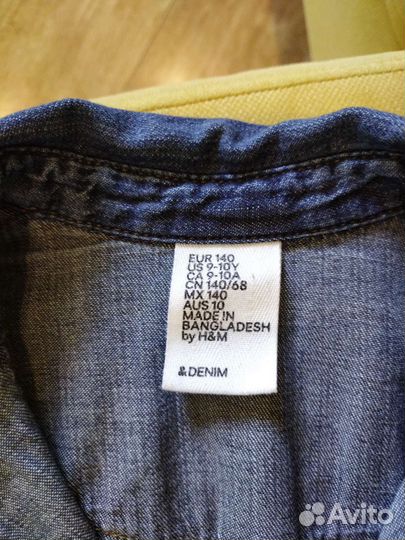 EUR 140
US 9-10Y
CA 9-10A
CN 140/68
MX 140
AUS 10
MADE IN
BANGLADESH
by H&M
&DENIM
Avito